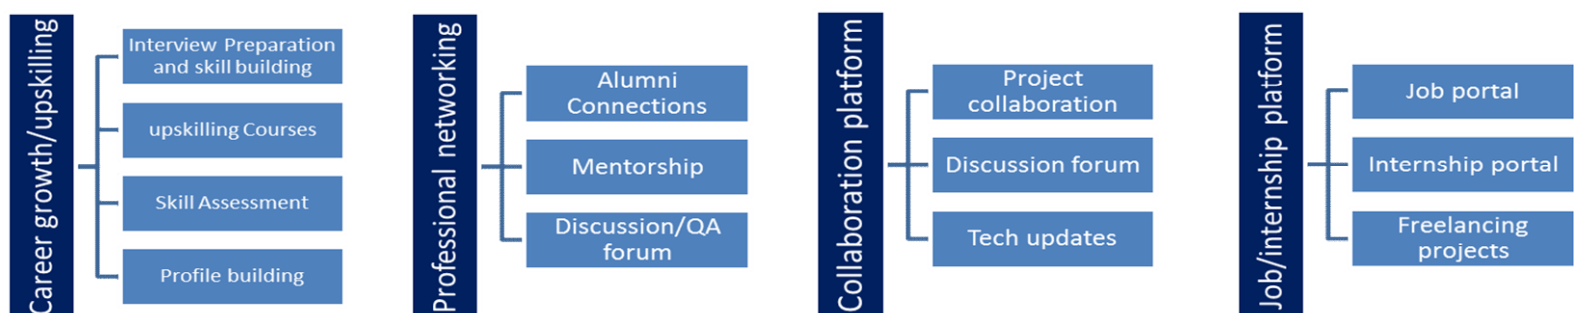 Career growth/upskilling
Interview Preparation
and skill building
upskilling Courses
Skill Assessment
Profile building
Professional networking
Alumni
Connections
Mentorship
Discussion/QA
forum
Collaboration platform
Project
collaboration
Discussion forum
Tech updates
Job/internship platform
Job portal
Internship portal
Freelancing
projects